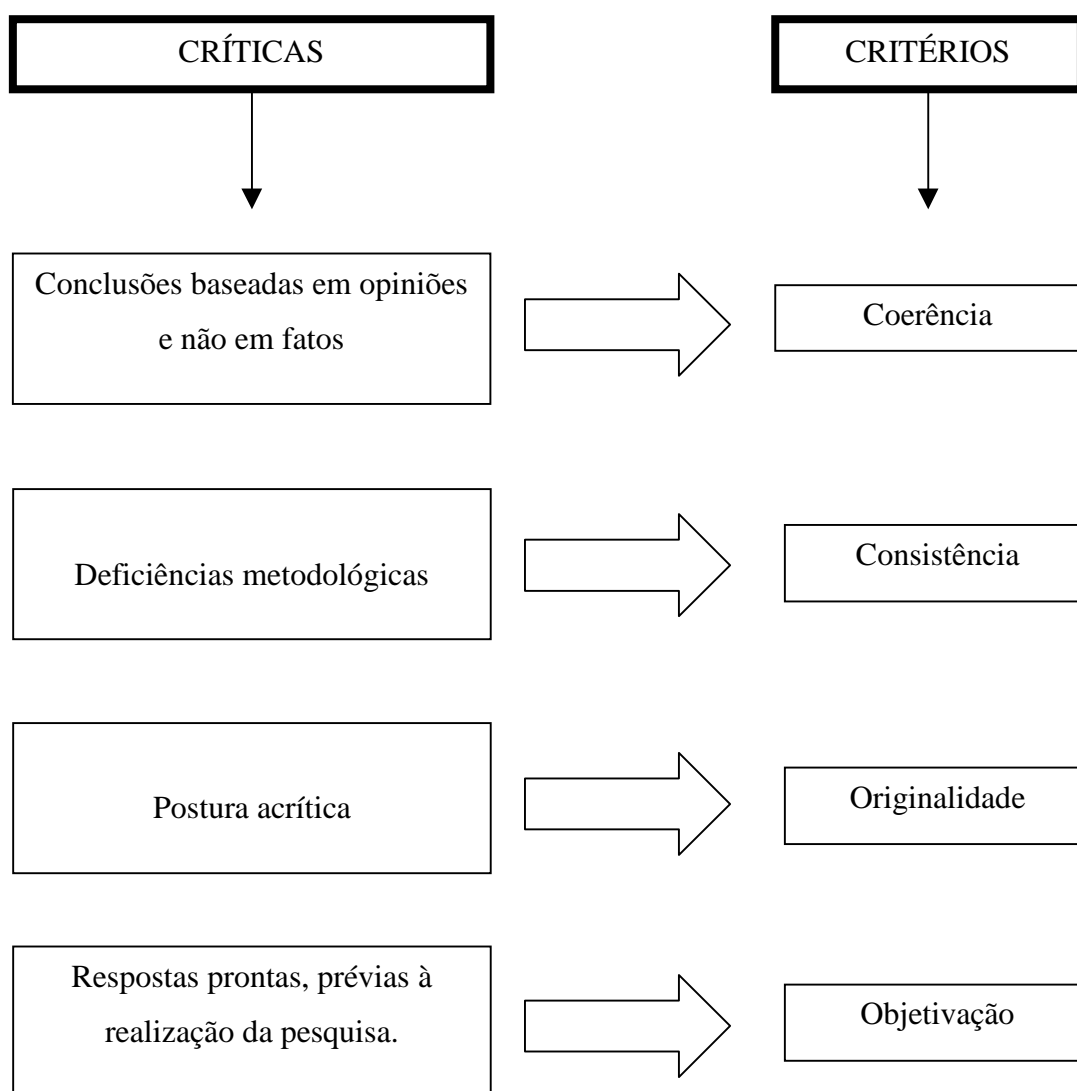 CRÍTICAS
CRITÉRIOS
Conclusões baseadas em opiniões
e não em fatos
Coerência
Deficiências metodológicas
Consistência
Postura acrítica
Originalidade
Respostas prontas, prévias à
realização da pesquisa.
Objetivação